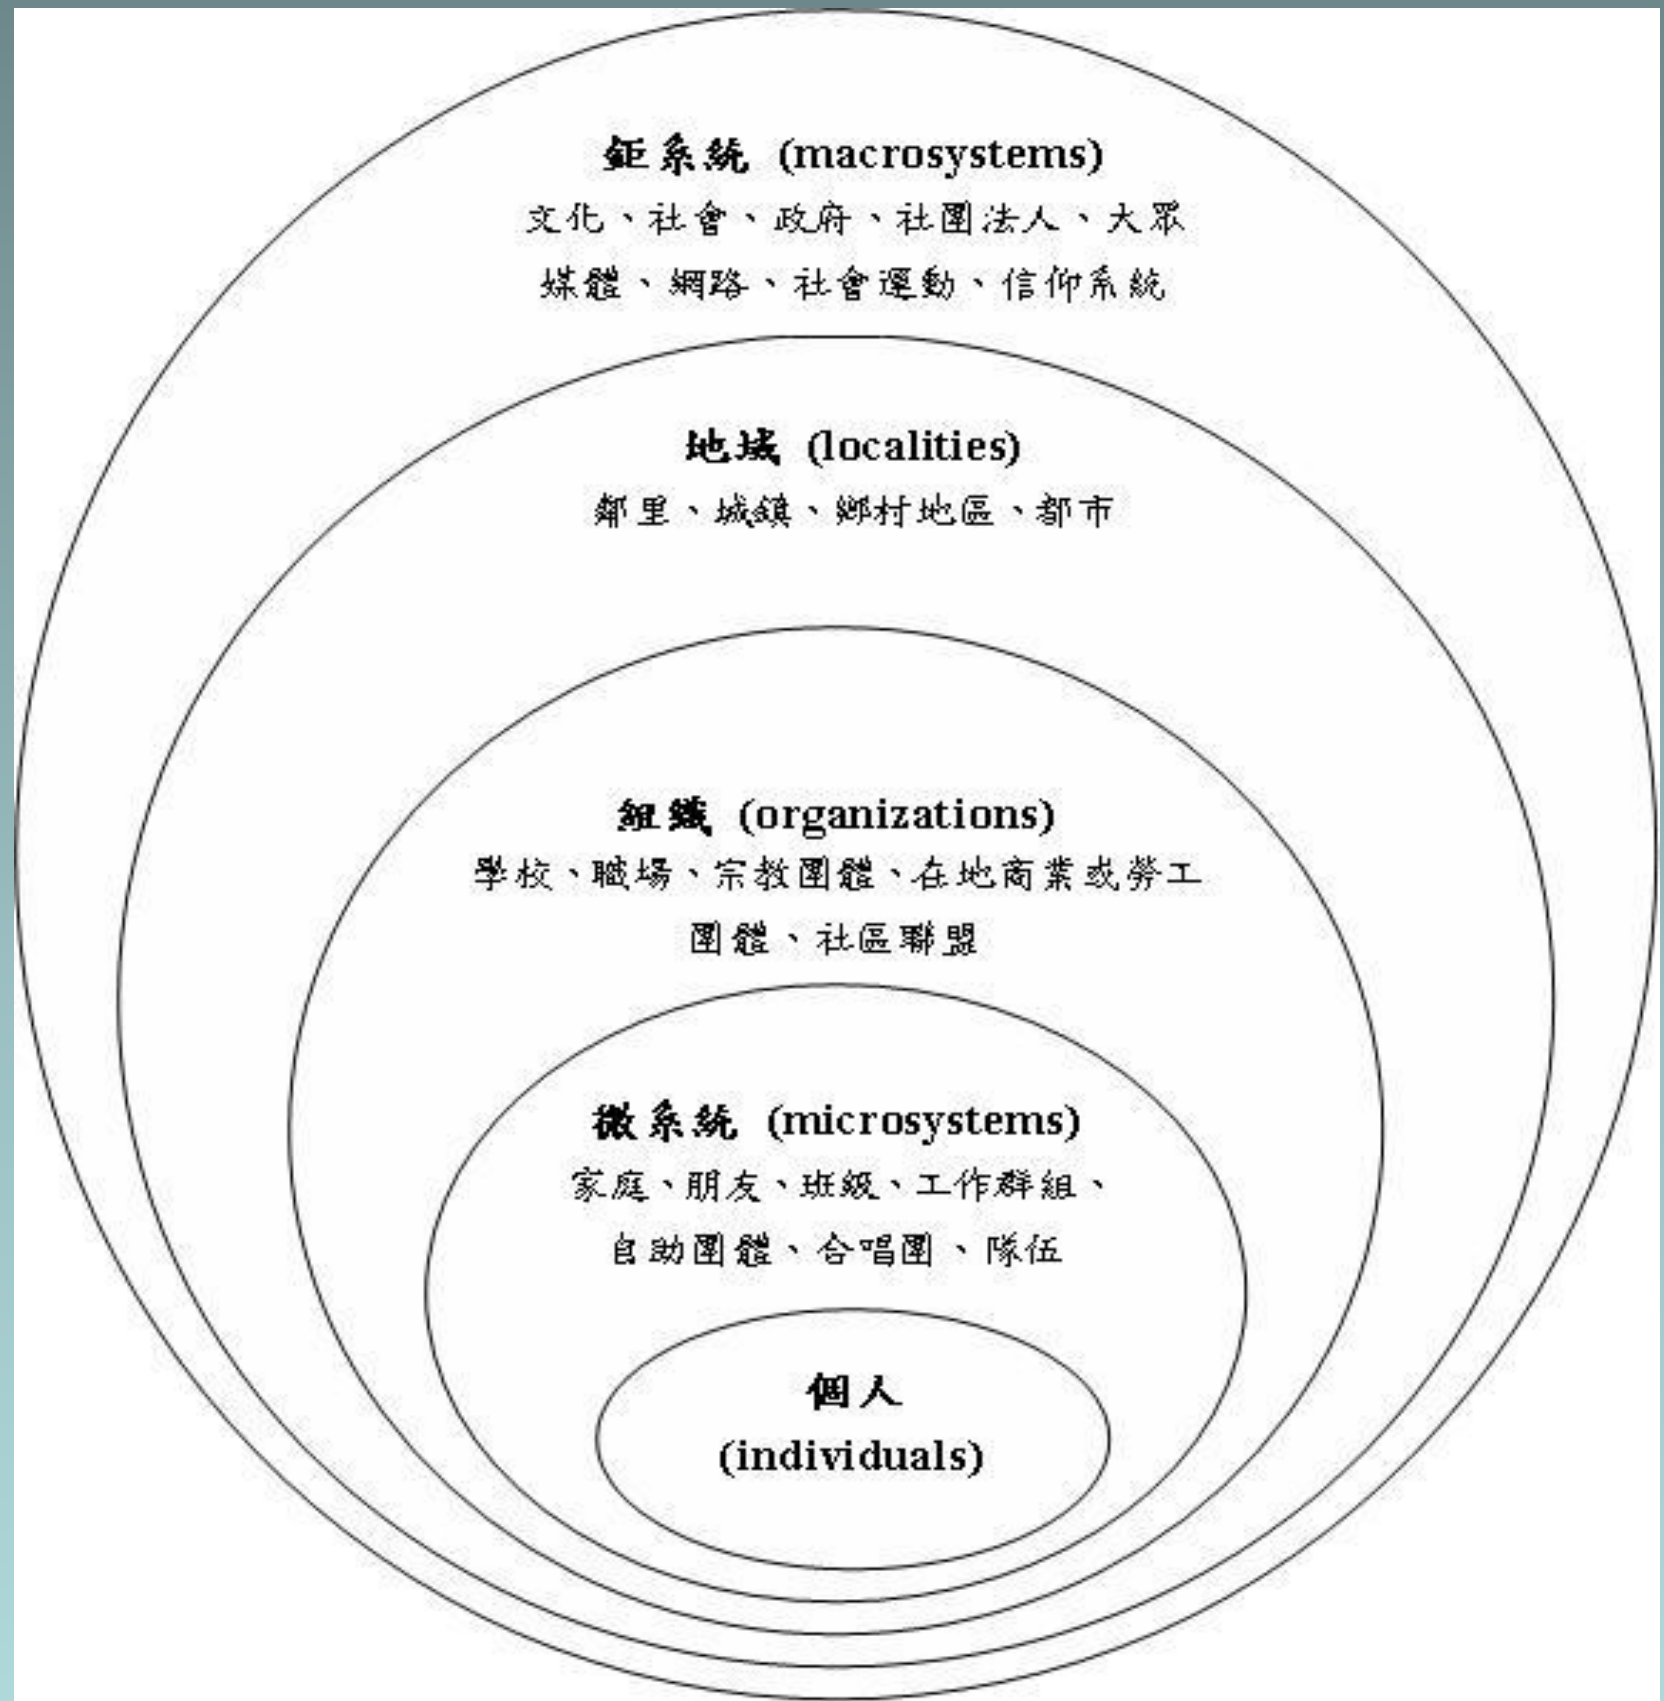 鉅系統 (macrosystems)
文化、社會、政府、社團法人、大眾
媒體、網路、社會運動、信仰系統
地域 (localities)
鄰里、城鎮、鄉村地區、都市
組織 (organizations)
學校、職場、宗教團體、在地商業或勞工
團體、社區聯盟
微系統 (microsystems)
家庭、朋友、班級、工作群組、
自助團體、合唱團、隊伍
個人
(individuals)